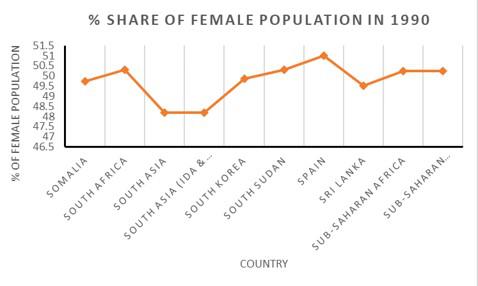 % SHARE OF FEMALE POPULATION IN 1990
% OF FEMALE POPULATION
51.5
51
50.5
50
49.5
49
48.5
48
47.5
47
46.5
SOMALIA
SOUTH AFRICA
SOUTH ASIA
SOUTH ASIA (IDA &...
SOUTH KOREA
SOUTH SUDAN
SPAIN
SRI LANKA
SUB-SAHARAN AFRICA
SUB-SAHARAN...
COUNTRY